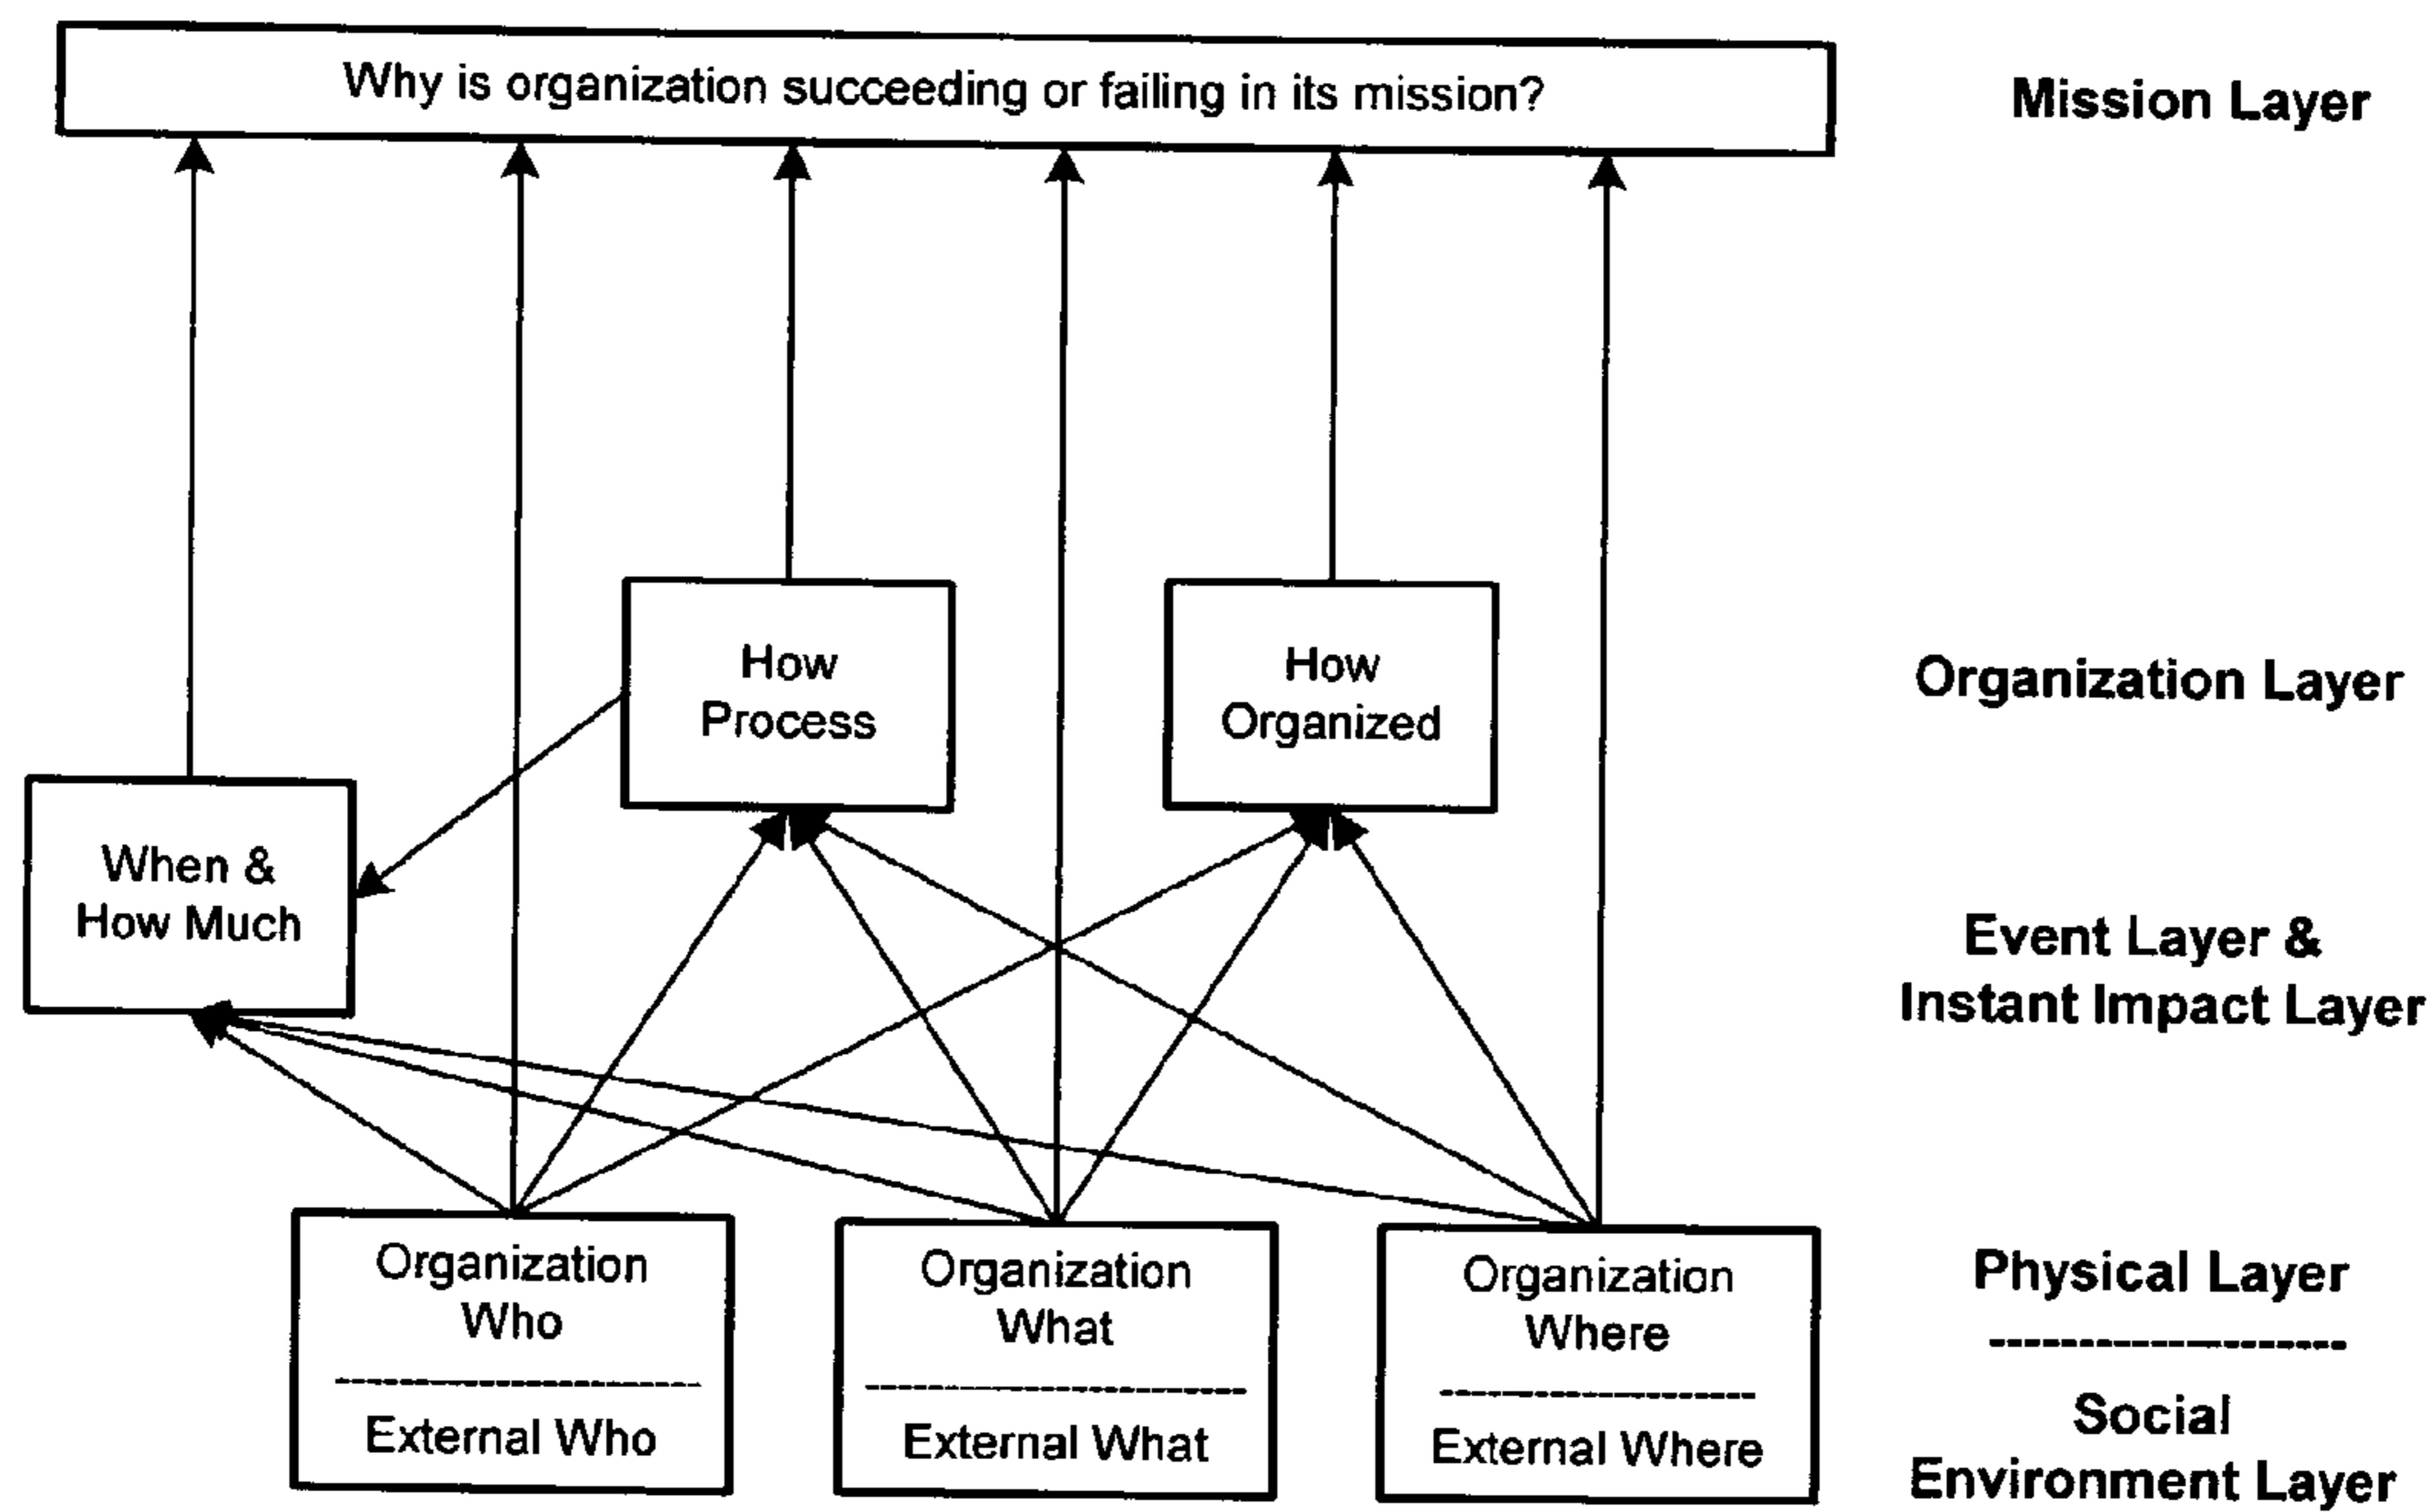 Why is organization succeeding or failing in its mission?
Mission Layer
How
Process
How
Organized
Organization Layer
When &
How Much
Event Layer &
Instant Impact Layer
Organization
Who
External Who
Organization
What
External What
Organization
Where
External Where
Physical Layer
Social
Environment Layer